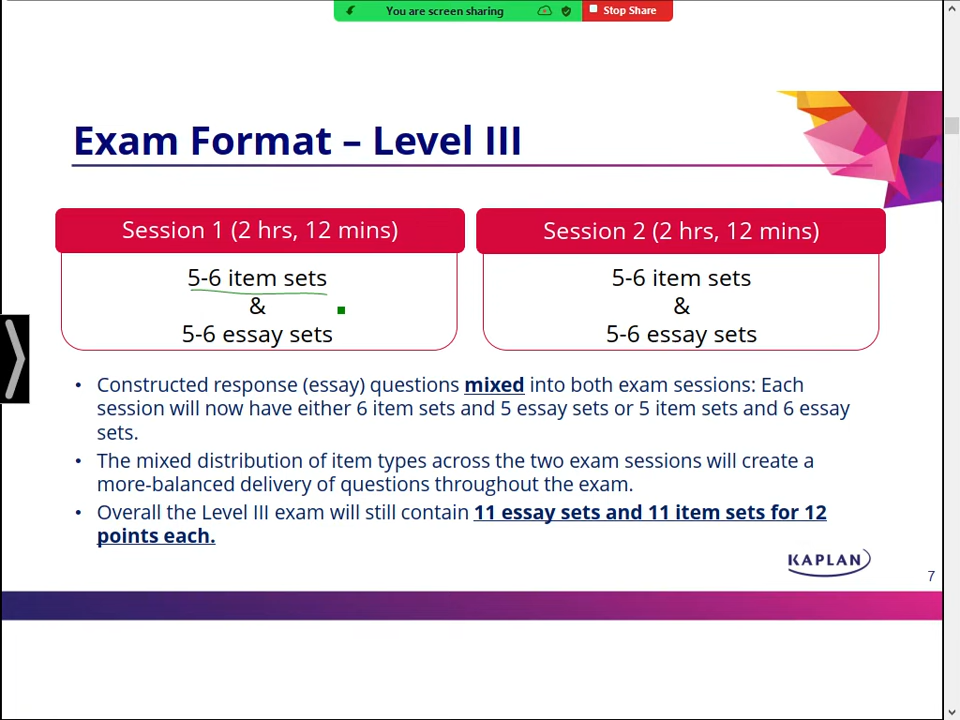 You are screen sharing
Stop Share
Exam Format – Level III
Session 1 (2 hrs, 12 mins)
5-6 item sets
&
5-6 essay sets
Session 2 (2 hrs, 12 mins)
5-6 item sets
&
5-6 essay sets
• Constructed response (essay) questions mixed into both exam sessions: Each
session will now have either 6 item sets and 5 essay sets or 5 item sets and 6 essay
sets.
• The mixed distribution of item types across the two exam sessions will create a
more-balanced delivery of questions throughout the exam.
• Overall the Level III exam will still contain 11 essay sets and 11 item sets for 12
points each.
KAPLAN
7